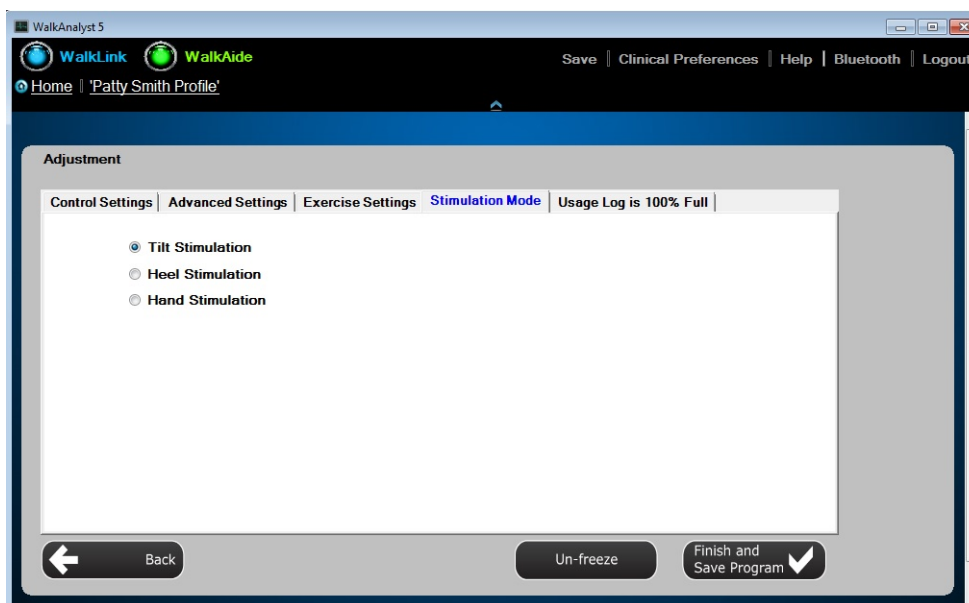 WalkAnalyst 5
WalkLink WalkAide Save Clinical Preferences Help Bluetooth Logout
Home 'Patty Smith Profile'
Adjustment
Control Settings Advanced Settings Exercise Settings Stimulation Mode Usage Log is 100% Full
Tilt Stimulation
Heel Stimulation
Hand Stimulation
Back
Un-freeze
Finish and
Save Program